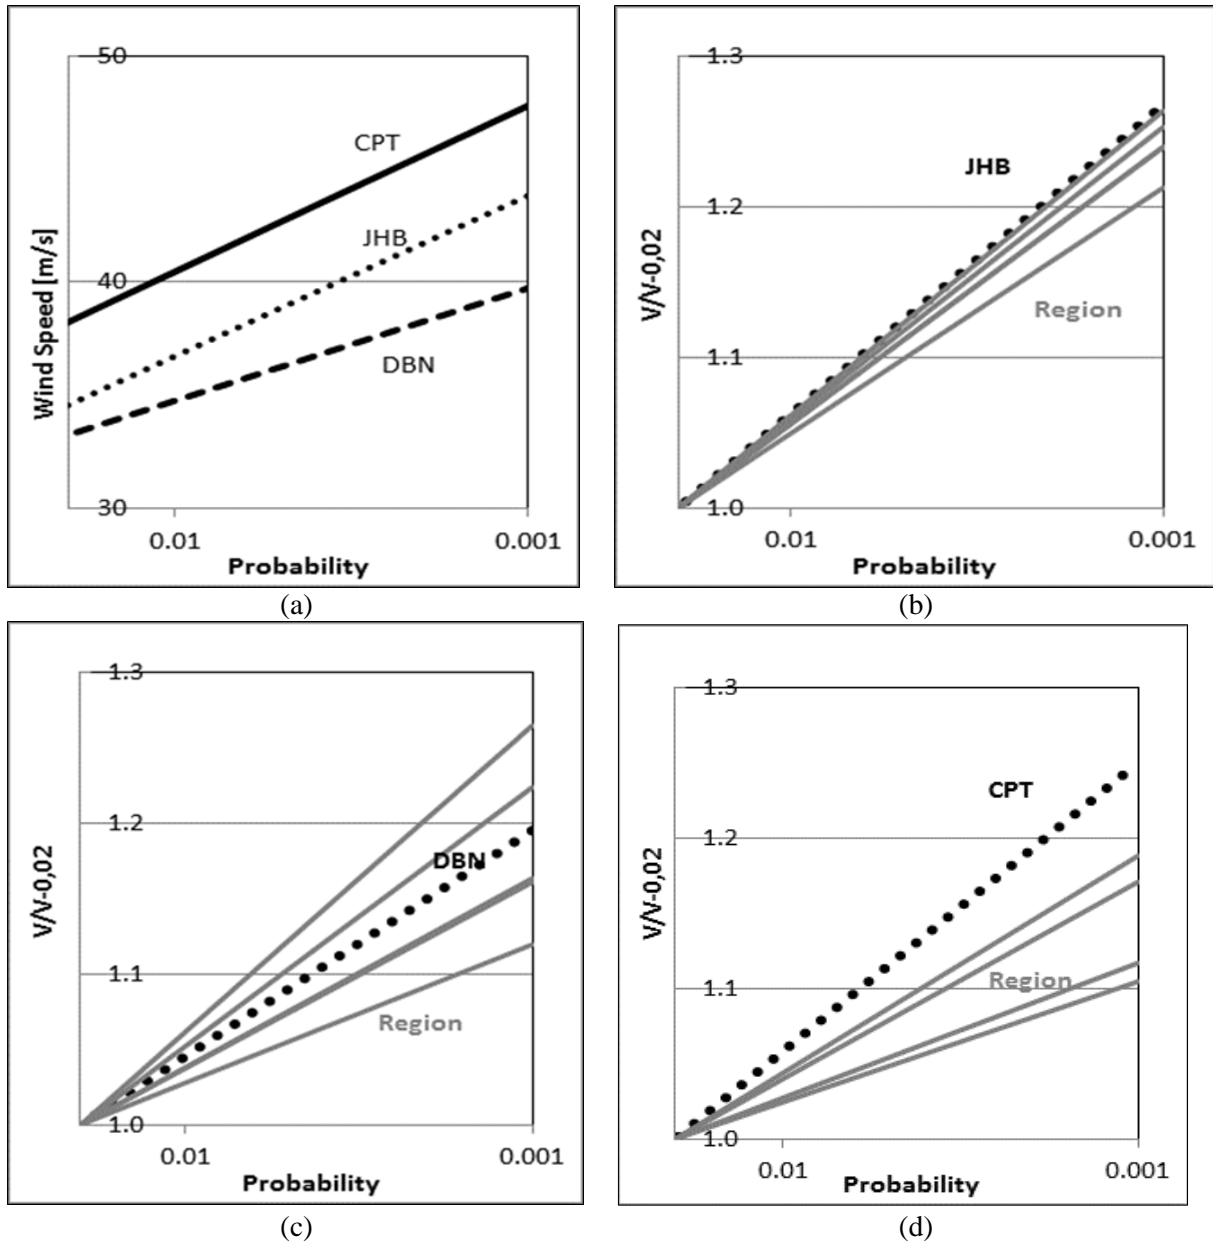 50
CPT
JHB
40
DBN
30
Wind Speed [m/s]
0.01
0.001
Probability
(a)
1.3
JHB
1.2
Region
1.1
1.0
V/V-0,02
0.01
0.001
Probability
(b)
1.3
1.2
DBN
1.1
Region
1.0
V/V-0,02
0.01
0.001
Probability
(c)
1.3
CPT
1.2
Region
1.1
1.0
V/V-0,02
0.01
0.001
Probability
(d)